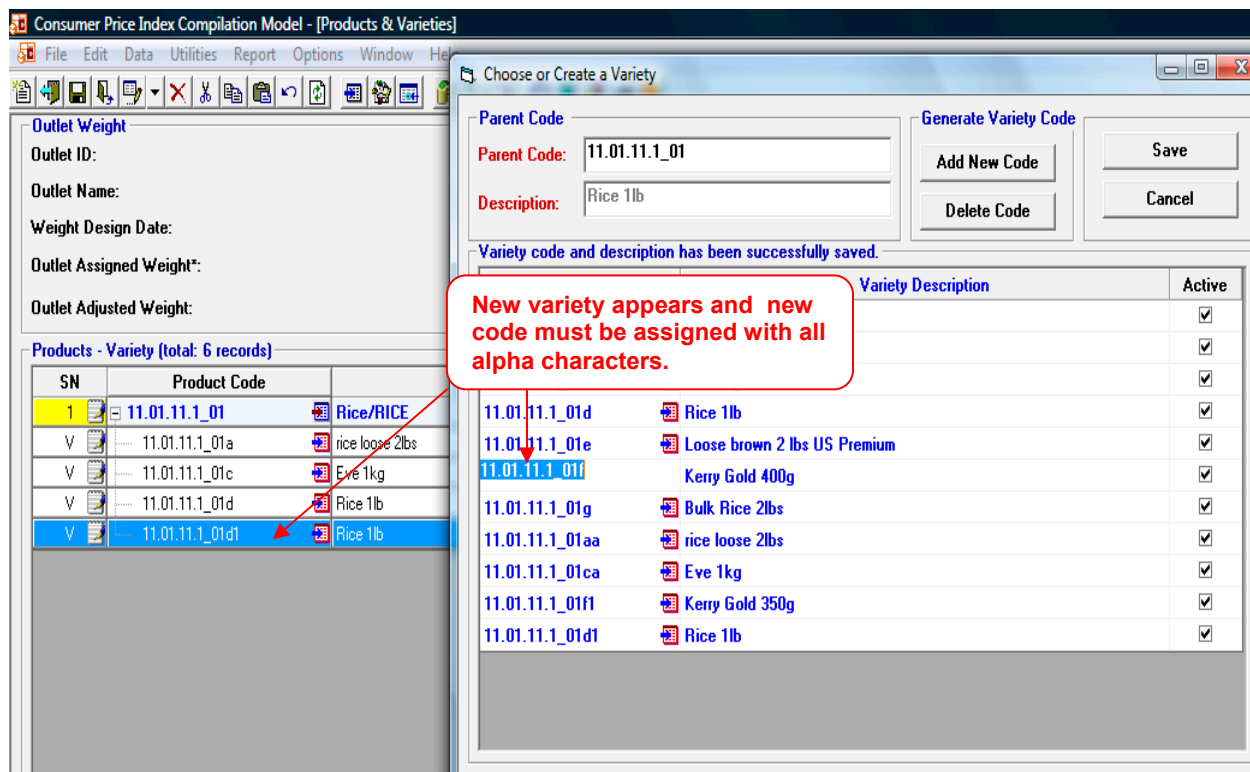 Consumer Price Index Compilation Model - [Products & Varieties]
File Edit Data Utilities Report Options Window
Outlet Weight
Outlet ID:
Outlet Name:
Weight Design Date:
Outlet Assigned Weight*:
Outlet Adjusted Weight:
Products - Variety (total: 6 records)
SN Product Code
1 11.01.11.1_01 Rice/RICE
V 11.01.11.1_01a rice loose 2lbs
V 11.01.11.1_01c Eve 1kg
V 11.01.11.1_01d Rice 1lb
V 11.01.11.1_01d1 Rice 1lb
Choose or Create a Variety
Parent Code
Parent Code: 11.01.11.1_01
Description: Rice 1lb
Generate Variety Code
Add New Code
Delete Code
Save
Cancel
Variety code and description has been successfully saved.
Variety Description Active
New variety appears and new
code must be assigned with all
alpha characters.
11.01.11.1_01d Rice 1lb
11.01.11.1_01e Loose brown 2 lbs US Premium
11.01.11.1_01f Kerry Gold 400g
11.01.11.1_01g Bulk Rice 2lbs
11.01.11.1_01aa rice loose 2lbs
11.01.11.1_01ca Eve 1kg
11.01.11.1_01f1 Kerry Gold 350g
11.01.11.1_01d1 Rice 1lb